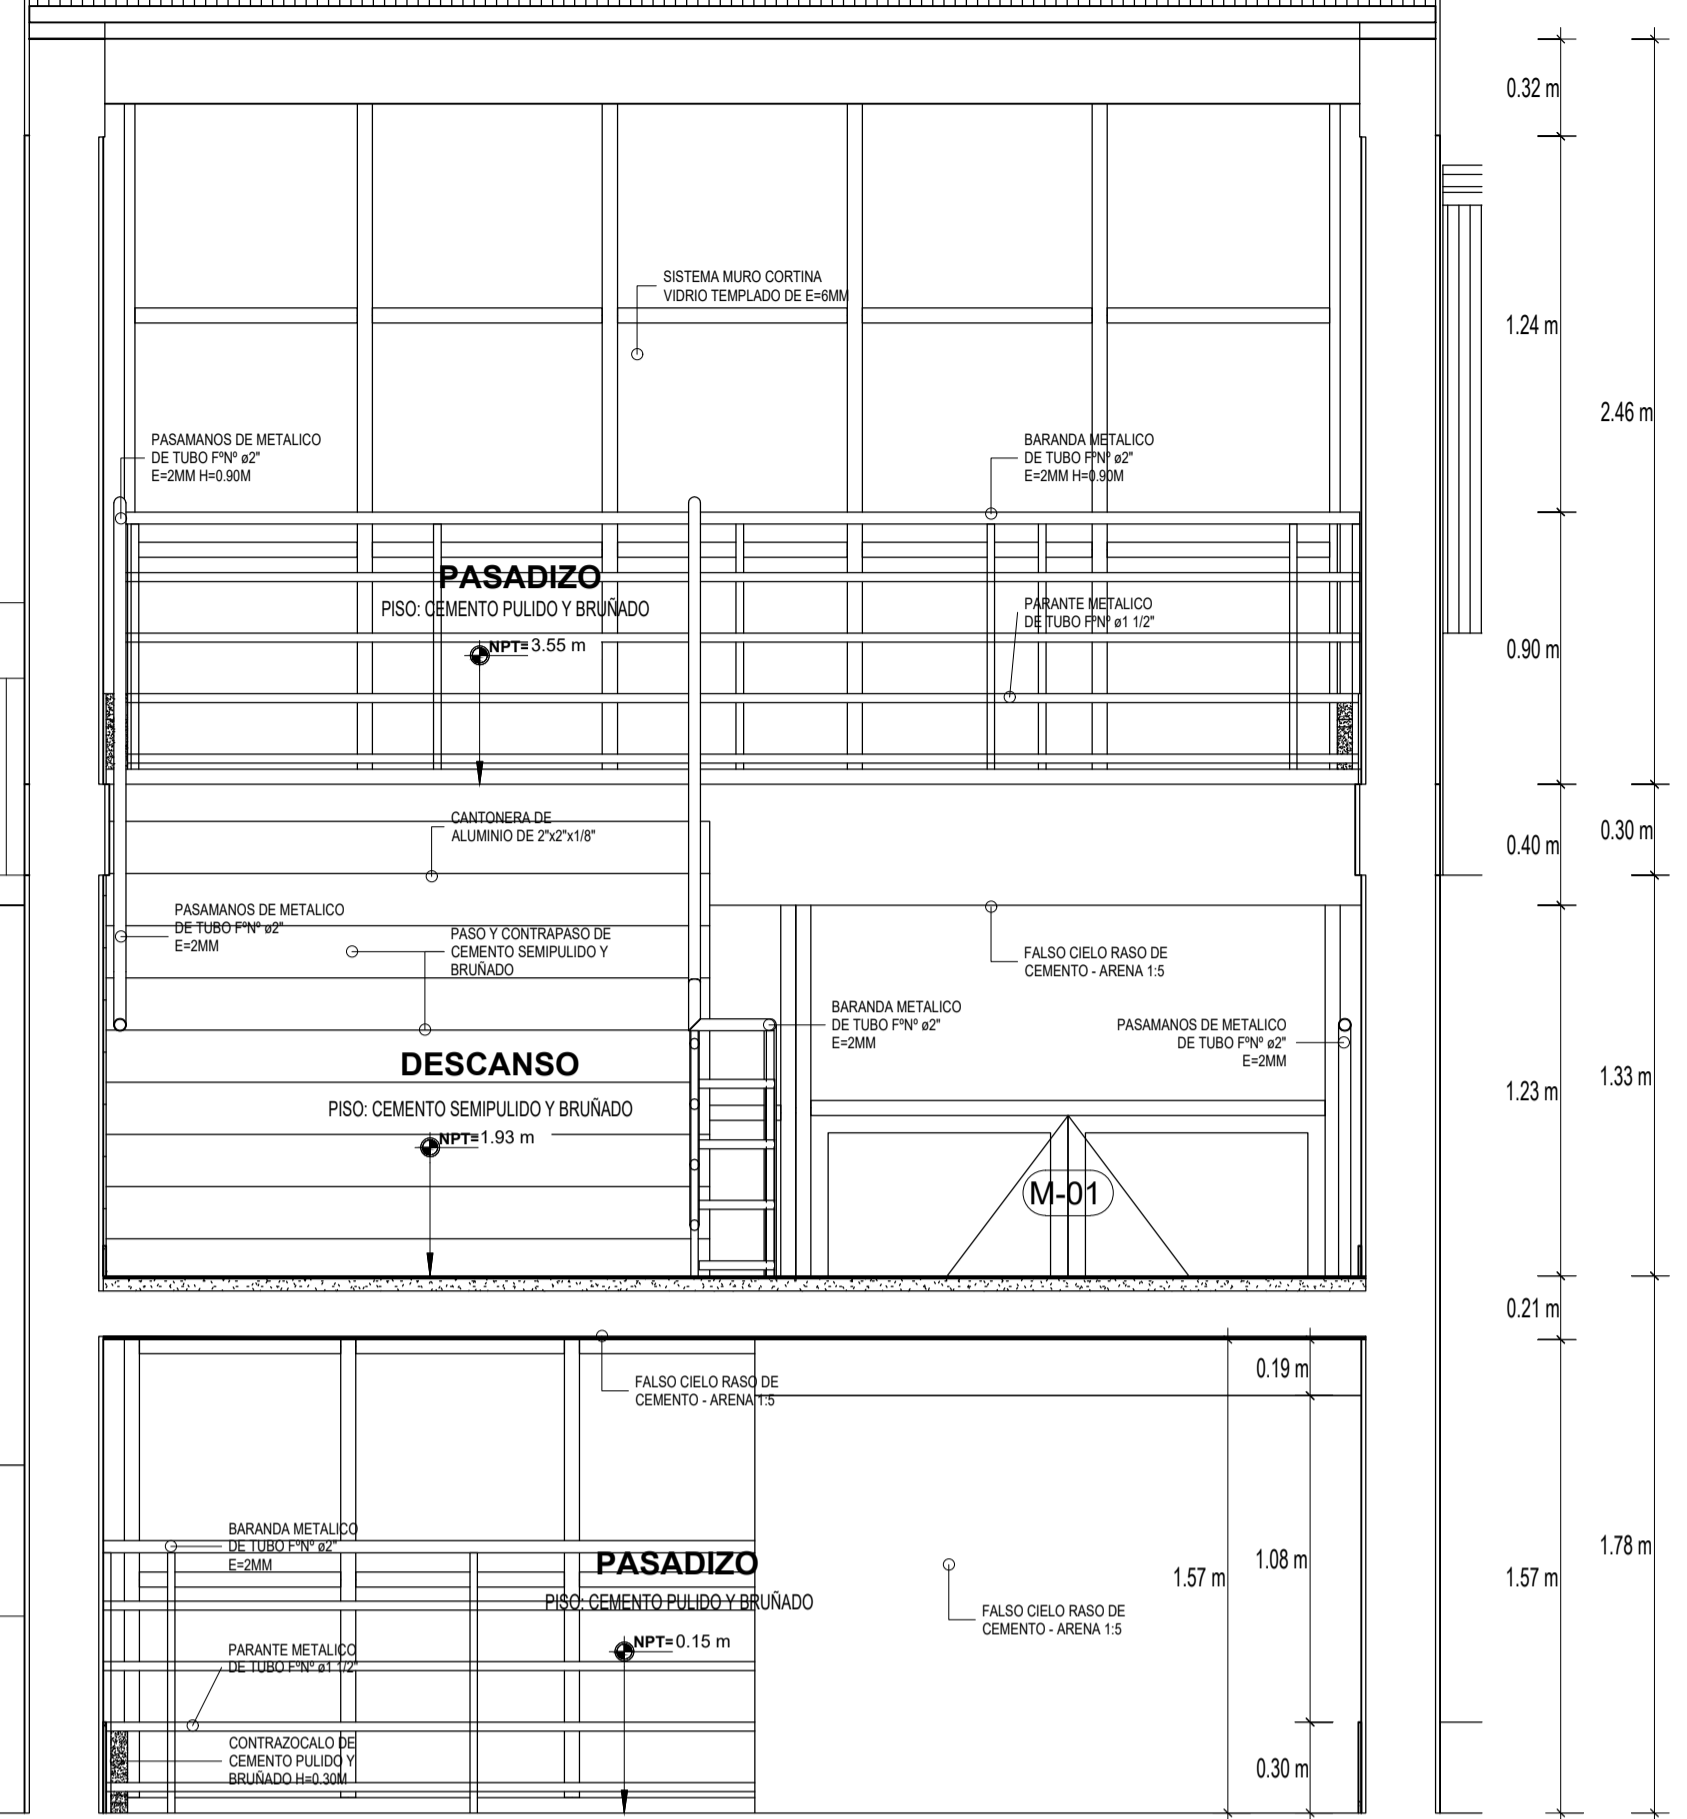 0.32 m
SISTEMA MURO CORTINA
VIDRIO TEMPLADO DE E=6MM
1.24 m
2.46 m
PASAMANOS DE METALICO
DE TUBO FºNº ø2"
E=2MM H=0.90M
BARANDA METALICO
DE TUBO FºNº ø2"
E=2MM H=0.90M
PASADIZO
PISO: CEMENTO PULIDO Y BRUÑADO
NPT= 3.55 m
PARANTE METALICO
DE TUBO FºNº ø1 1/2"
0.90 m
CANTONERA DE
ALUMINIO DE 2"x2"x1/8"
0.40 m
0.30 m
PASAMANOS DE METALICO
DE TUBO FºNº ø2"
E=2MM
PASO Y CONTRAPASO DE
CEMENTO SEMIPULIDO Y
BRUÑADO
FALSO CIELO RASO DE
CEMENTO - ARENA 1:5
BARANDA METALICO
DE TUBO FºNº ø2"
E=2MM
PASAMANOS DE METALICO
DE TUBO FºNº ø2"
E=2MM
DESCANSO
PISO: CEMENTO SEMIPULIDO Y BRUÑADO
NPT= 1.93 m
M-01
1.23 m
1.33 m
0.21 m
FALSO CIELO RASO DE
CEMENTO - ARENA 1:5
0.19 m
BARANDA METALICO
DE TUBO FºNº ø2"
E=2MM
PASADIZO
PISO: CEMENTO PULIDO Y BRUÑADO
NPT= 0.15 m
FALSO CIELO RASO DE
CEMENTO - ARENA 1:5
1.57 m
1.08 m
1.57 m
1.78 m
PARANTE METALICO
DE TUBO FºNº ø1 1/2"
CONTRAZOCALO DE
CEMENTO PULIDO Y
BRUÑADO H=0.30M
0.30 m